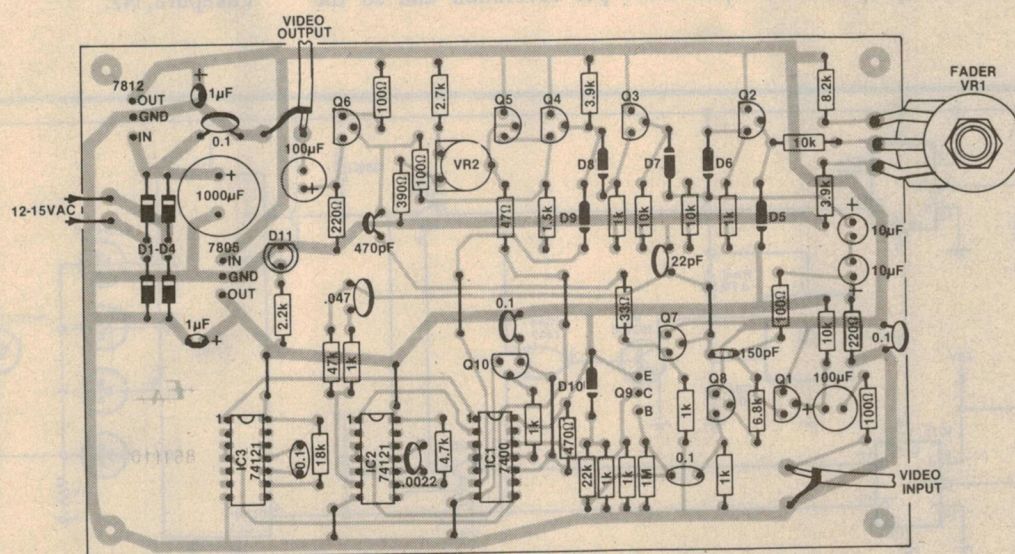 VIDEO
OUTPUT
7812
OUT
GND
IN
+
1µF
0.1
100µF
+
Q6
100Ω
2.7k
Q5
Q4
3.9k
Q3
Q2
8.2k
FADER
VR1
10k
12-15VAC
+
1000µF
D1-D4
7805
IN
GND
OUT
1µF
+
D11
2.2k
220Ω
470pF
390Ω
100Ω
VR2
47Ω
1.5k
D8
D9
1k
10k
D7
10k
D6
1k
D5
3.9k
+
10µF
10µF
+
22pF
.047
47k
1k
0.1
Q10
33Ω
Q7
100Ω
10k
220Ω
0.1
150pF
D10
E
Q9 C
B
1k
Q8
6.8k
Q1
100µF
+
100Ω
1
IC3
74121
0.1
18k
1
IC2
74121
.0022
4.7k
1
IC1
7400
1k
470Ω
22k
1k
1k
1M
0.1
1k
VIDEO
INPUT